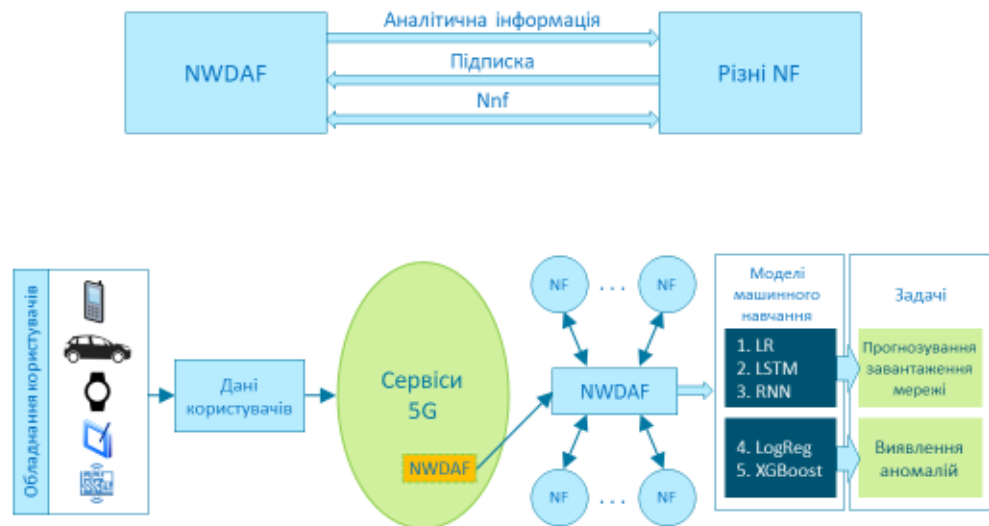 Аналітична інформація
NWDAF
Підписка
Різні NF
Nnf
Обладнання користувачів
Дані
користувачів
Сервіси
5G
NWDAF
NF
. . .
NF
NWDAF
NF
. . .
NF
Моделі
машинного
навчання
1. LR
2. LSTM
3. RNN
4. LogReg
5. XGBoost
Задачі
Прогнозування
завантаження
мережі
Виявлення
аномалій